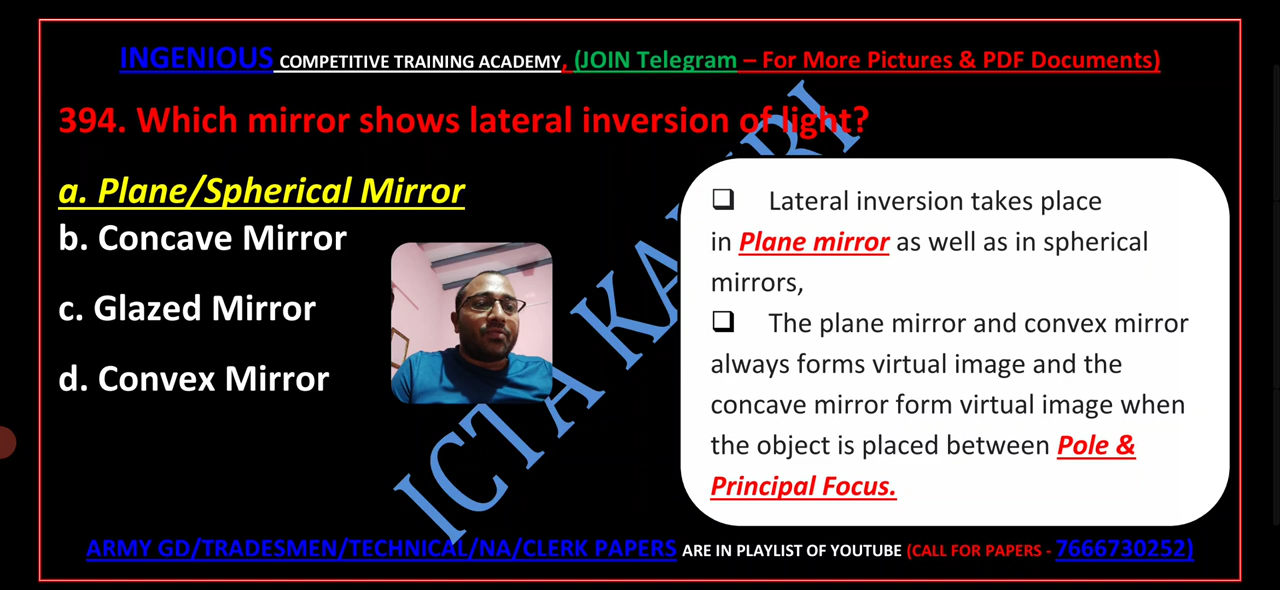 INGENIOUS COMPETITIVE TRAINING ACADEMY, (JOIN Telegram – For More Pictures & PDF Documents)
394. Which mirror shows lateral inversion of light?
a. Plane/Spherical Mirror
b. Concave Mirror
c. Glazed Mirror
d. Convex Mirror
Lateral inversion takes place
in Plane mirror as well as in spherical
mirrors,
The plane mirror and convex mirror
always forms virtual image and the
concave mirror form virtual image when
the object is placed between Pole &
Principal Focus.
ARMY GD/TRADESMEN/TECHNICAL/NA/CLERK PAPERS ARE IN PLAYLIST OF YOUTUBE (CALL FOR PAPERS - 7666730252)